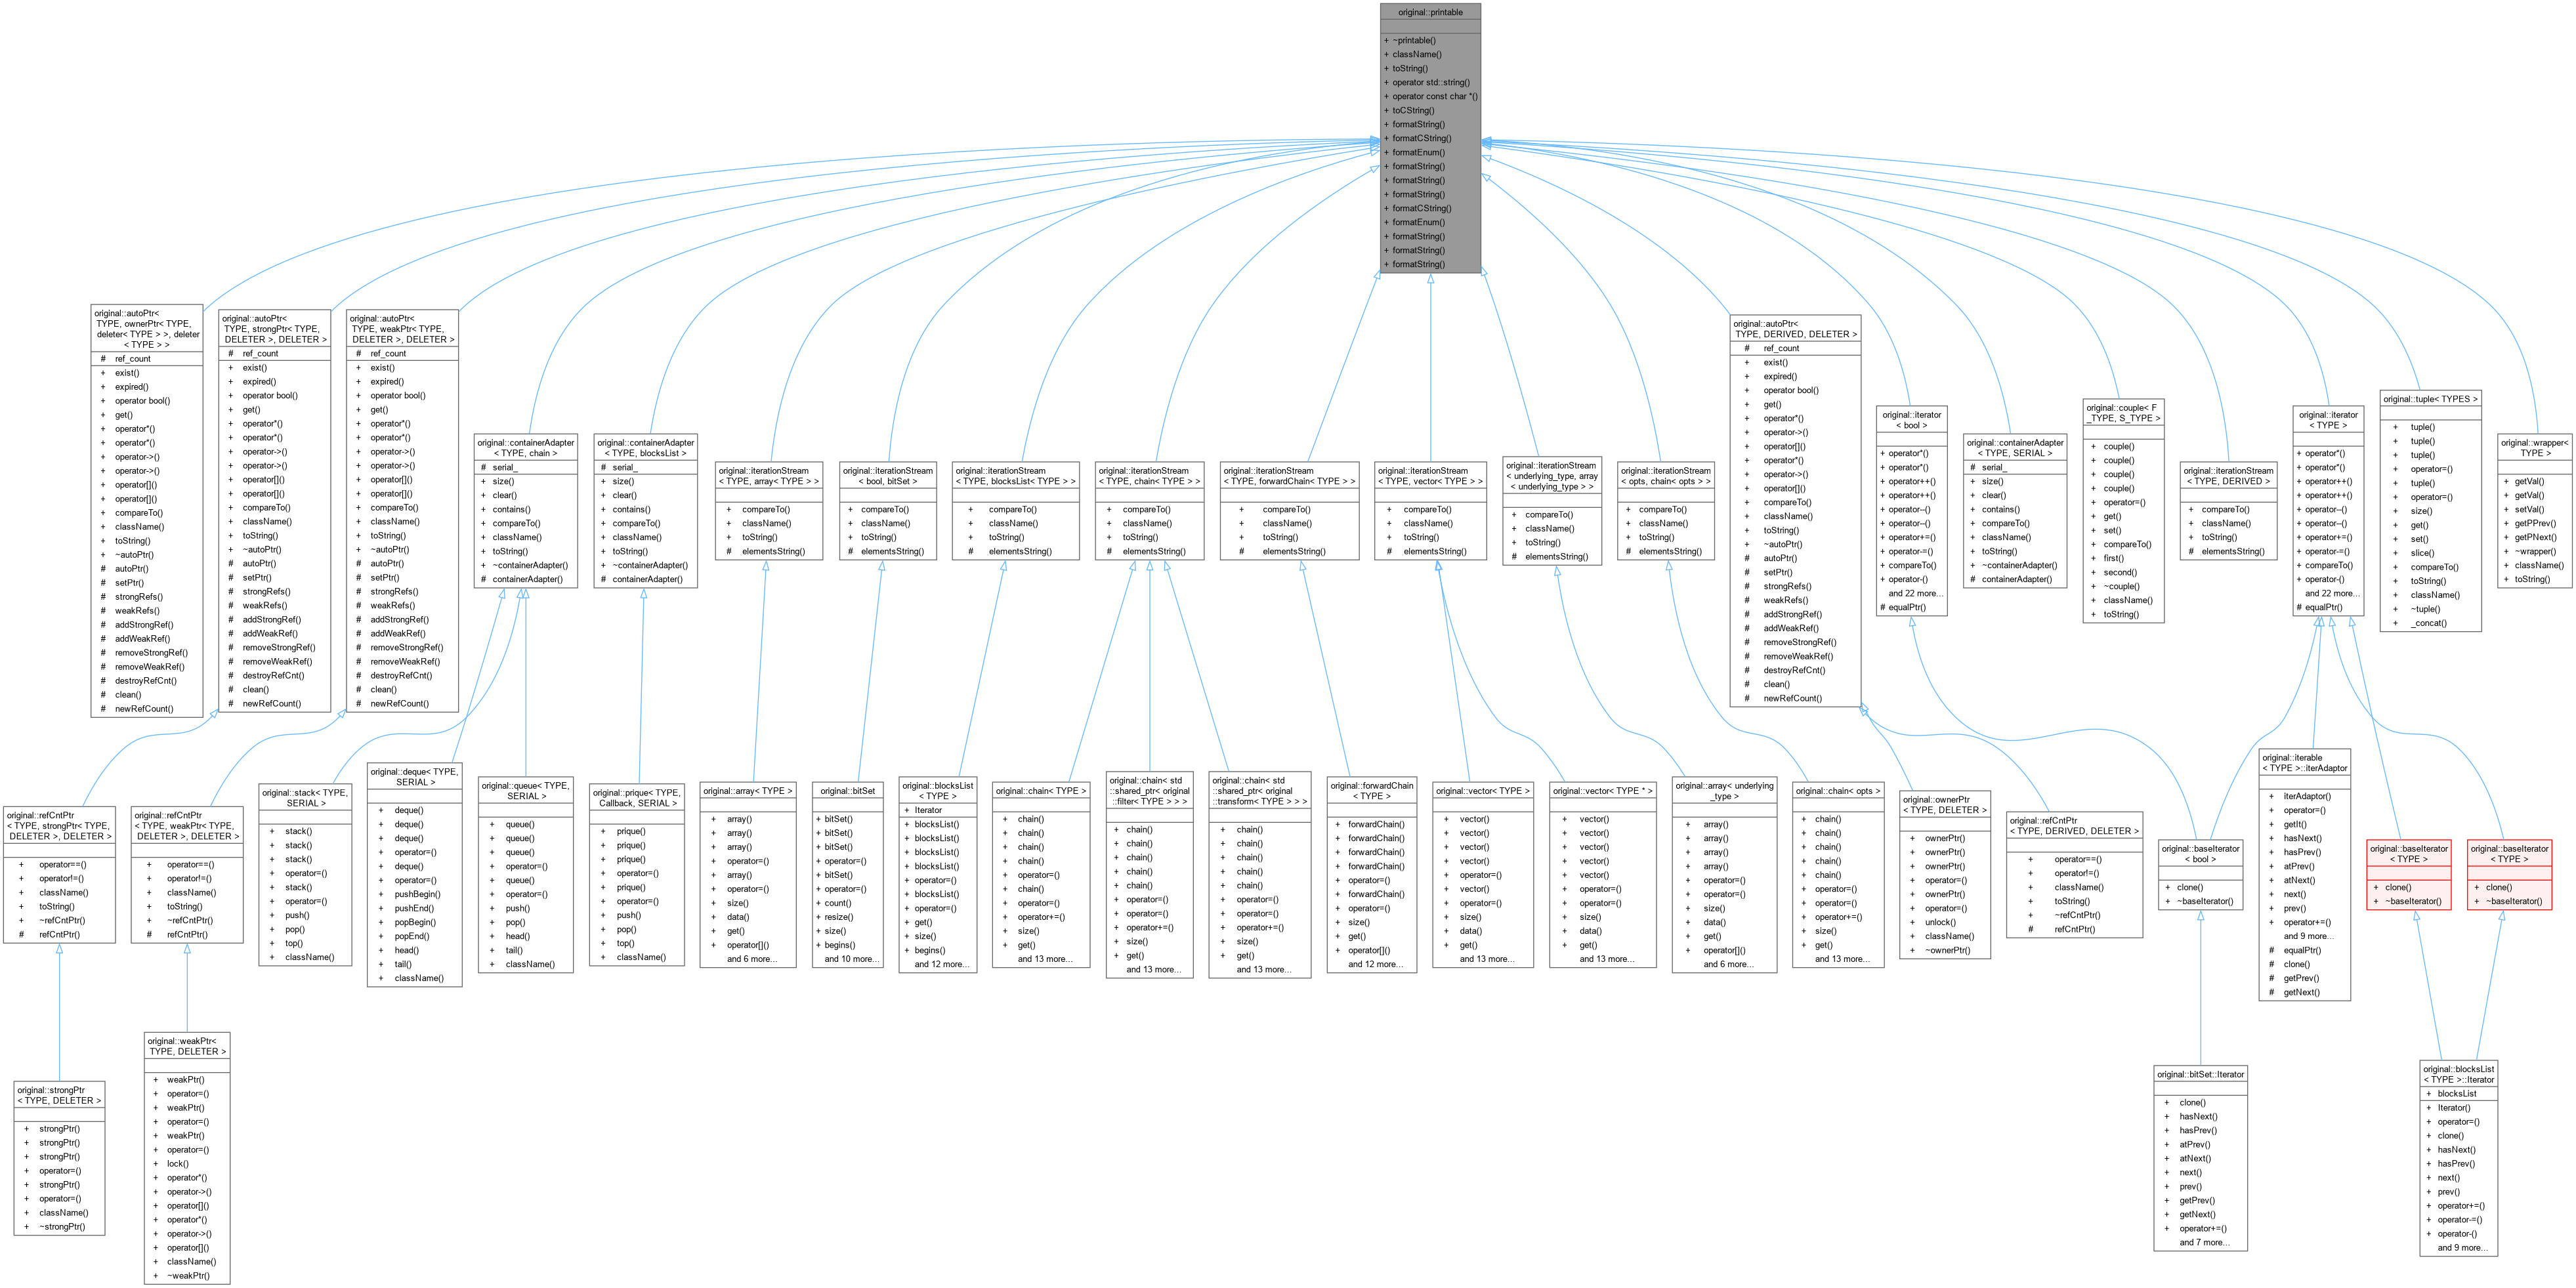 original::printable
+ ~printable()
+ className()
+ toString()
+ operator std::string()
+ operator const char *()
+ toCString()
+ formatString()
+ formatCString()
+ formatEnum()
+ formatString()
+ formatString()
+ formatString()
+ formatCString()
+ formatEnum()
+ formatString()
+ formatString()
+ formatString()
original::autoPtr<
TYPE, ownerPtr< TYPE,
deleter< TYPE > >, deleter
< TYPE > >
# ref_count
+ exist()
+ expired()
+ operator bool()
+ get()
+ operator*()
+ operator*()
+ operator->()
+ operator->()
+ operator[]()
+ operator[]()
+ compareTo()
+ className()
+ toString()
+ ~autoPtr()
# autoPtr()
# setPtr()
# strongRefs()
# weakRefs()
# addStrongRef()
# addWeakRef()
# removeStrongRef()
# removeWeakRef()
# destroyRefCnt()
# clean()
# newRefCount()
original::autoPtr<
TYPE, strongPtr< TYPE,
DELETER >, DELETER >
# ref_count
+ exist()
+ expired()
+ operator bool()
+ get()
+ operator*()
+ operator*()
+ operator->()
+ operator->()
+ operator[]()
+ operator[]()
+ compareTo()
+ className()
+ toString()
+ ~autoPtr()
# autoPtr()
# setPtr()
# strongRefs()
# weakRefs()
# addStrongRef()
# addWeakRef()
# removeStrongRef()
# removeWeakRef()
# destroyRefCnt()
# clean()
# newRefCount()
original::autoPtr<
TYPE, weakPtr< TYPE,
DELETER >, DELETER >
# ref_count
+ exist()
+ expired()
+ operator bool()
+ get()
+ operator*()
+ operator*()
+ operator->()
+ operator->()
+ operator[]()
+ operator[]()
+ compareTo()
+ className()
+ toString()
+ ~autoPtr()
# autoPtr()
# setPtr()
# strongRefs()
# weakRefs()
# addStrongRef()
# addWeakRef()
# removeStrongRef()
# removeWeakRef()
# destroyRefCnt()
# clean()
# newRefCount()
original::containerAdapter
< TYPE, chain >
# serial_
+ size()
+ clear()
+ contains()
+ compareTo()
+ className()
+ toString()
+ ~containerAdapter()
# containerAdapter()
original::containerAdapter
< TYPE, blocksList >
# serial_
+ size()
+ clear()
+ contains()
+ compareTo()
+ className()
+ toString()
+ ~containerAdapter()
# containerAdapter()
original::iterationStream
< TYPE, array< TYPE > >
+ compareTo()
+ className()
+ toString()
# elementsString()
original::iterationStream
< bool, bitSet >
+ compareTo()
+ className()
+ toString()
# elementsString()
original::iterationStream
< TYPE, blocksList< TYPE > >
+ compareTo()
+ className()
+ toString()
# elementsString()
original::iterationStream
< TYPE, chain< TYPE > >
+ compareTo()
+ className()
+ toString()
# elementsString()
original::iterationStream
< TYPE, forwardChain< TYPE > >
+ compareTo()
+ className()
+ toString()
# elementsString()
original::iterationStream
< TYPE, vector< TYPE > >
+ compareTo()
+ className()
+ toString()
# elementsString()
original::iterationStream
< underlying_type, array
< underlying_type > >
+ compareTo()
+ className()
+ toString()
# elementsString()
original::iterationStream
< opts, chain< opts > >
+ compareTo()
+ className()
+ toString()
# elementsString()
original::autoPtr<
TYPE, DERIVED, DELETER >
# ref_count
+ exist()
+ expired()
+ operator bool()
+ get()
+ operator*()
+ operator->()
+ operator[]()
+ operator*()
+ operator->()
+ operator[]()
+ compareTo()
+ className()
+ toString()
+ ~autoPtr()
# autoPtr()
# setPtr()
# strongRefs()
# weakRefs()
# addStrongRef()
# addWeakRef()
# removeStrongRef()
# removeWeakRef()
# destroyRefCnt()
# clean()
# newRefCount()
original::iterator
< bool >
+ operator*()
+ operator*()
+ operator++()
+ operator++()
+ operator--()
+ operator--()
+ operator+=()
+ operator-=()
+ compareTo()
+ operator-()
and 22 more...
# equalPtr()
original::containerAdapter
< TYPE, SERIAL >
# serial_
+ size()
+ clear()
+ contains()
+ compareTo()
+ className()
+ toString()
+ ~containerAdapter()
# containerAdapter()
original::couple< F
_TYPE, S_TYPE >
+ couple()
+ couple()
+ couple()
+ couple()
+ operator=()
+ get()
+ set()
+ compareTo()
+ first()
+ second()
+ ~couple()
+ className()
+ toString()
original::iterationStream
< TYPE, DERIVED >
+ compareTo()
+ className()
+ toString()
# elementsString()
original::iterator
< TYPE >
+ operator*()
+ operator*()
+ operator++()
+ operator++()
+ operator--()
+ operator--()
+ operator+=()
+ operator-=()
+ compareTo()
+ operator-()
and 22 more...
# equalPtr()
original::tuple< TYPES >
+ tuple()
+ tuple()
+ tuple()
+ operator=()
+ tuple()
+ operator=()
+ size()
+ get()
+ set()
+ slice()
+ compareTo()
+ toString()
+ className()
+ ~tuple()
+ _concat()
original::wrapper<
TYPE >
+ getVal()
+ getVal()
+ setVal()
+ getPPrev()
+ getPNext()
+ ~wrapper()
+ className()
+ toString()
original::refCntPtr
< TYPE, strongPtr< TYPE,
DELETER >, DELETER >
+ operator==()
+ operator!=()
+ className()
+ toString()
+ ~refCntPtr()
# refCntPtr()
original::refCntPtr
< TYPE, weakPtr< TYPE,
DELETER >, DELETER >
+ operator==()
+ operator!=()
+ className()
+ toString()
+ ~refCntPtr()
# refCntPtr()
original::stack< TYPE,
SERIAL >
+ stack()
+ stack()
+ stack()
+ operator=()
+ stack()
+ operator=()
+ push()
+ pop()
+ top()
+ className()
original::deque< TYPE,
SERIAL >
+ deque()
+ deque()
+ deque()
+ operator=()
+ deque()
+ operator=()
+ pushBegin()
+ pushEnd()
+ popBegin()
+ popEnd()
+ head()
+ tail()
+ className()
original::queue< TYPE,
SERIAL >
+ queue()
+ queue()
+ queue()
+ operator=()
+ queue()
+ operator=()
+ push()
+ pop()
+ head()
+ tail()
+ className()
original::prique< TYPE,
Callback, SERIAL >
+ prique()
+ prique()
+ prique()
+ operator=()
+ prique()
+ operator=()
+ push()
+ pop()
+ top()
+ className()
original::array< TYPE >
+ array()
+ array()
+ array()
+ operator=()
+ array()
+ operator=()
+ size()
+ data()
+ get()
+ operator[]()
and 6 more...
original::bitSet
+ bitSet()
+ bitSet()
+ bitSet()
+ operator=()
+ bitSet()
+ operator=()
+ count()
+ resize()
+ size()
+ begins()
and 10 more...
original::blocksList
< TYPE >
+ Iterator
+ blocksList()
+ blocksList()
+ blocksList()
+ blocksList()
+ operator=()
+ blocksList()
+ operator=()
+ get()
+ size()
+ begins()
and 12 more...
original::chain< TYPE >
+ chain()
+ chain()
+ chain()
+ chain()
+ operator=()
+ chain()
+ operator=()
+ operator+=()
+ size()
+ get()
and 13 more...
original::chain< std
::shared_ptr< original
::filter< TYPE > > >
+ chain()
+ chain()
+ chain()
+ chain()
+ chain()
+ operator=()
+ operator=()
+ operator+=()
+ size()
+ get()
and 13 more...
original::chain< std
::shared_ptr< original
::transform< TYPE > > >
+ chain()
+ chain()
+ chain()
+ chain()
+ chain()
+ operator=()
+ operator=()
+ operator+=()
+ size()
+ get()
and 13 more...
original::forwardChain
< TYPE >
+ forwardChain()
+ forwardChain()
+ forwardChain()
+ forwardChain()
+ operator=()
+ forwardChain()
+ operator=()
+ size()
+ get()
+ operator[]()
and 12 more...
original::vector< TYPE >
+ vector()
+ vector()
+ vector()
+ vector()
+ operator=()
+ vector()
+ operator=()
+ size()
+ data()
+ get()
and 13 more...
original::vector< TYPE * >
+ vector()
+ vector()
+ vector()
+ vector()
+ vector()
+ operator=()
+ operator=()
+ size()
+ data()
+ get()
and 13 more...
original::array< underlying
_type >
+ array()
+ array()
+ array()
+ array()
+ operator=()
+ operator=()
+ size()
+ data()
+ get()
+ operator[]()
and 6 more...
original::chain< opts >
+ chain()
+ chain()
+ chain()
+ chain()
+ chain()
+ operator=()
+ operator=()
+ operator+=()
+ size()
+ get()
and 13 more...
original::ownerPtr
< TYPE, DELETER >
+ ownerPtr()
+ ownerPtr()
+ ownerPtr()
+ operator=()
+ ownerPtr()
+ operator=()
+ unlock()
+ className()
+ ~ownerPtr()
original::refCntPtr
< TYPE, DERIVED, DELETER >
+ operator==()
+ operator!=()
+ className()
+ toString()
+ ~refCntPtr()
# refCntPtr()
original::baseIterator
< bool >
+ clone()
+ ~baseIterator()
original::iterable
< TYPE >::iterAdaptor
+ iterAdaptor()
+ operator=()
+ getIt()
+ hasNext()
+ hasPrev()
+ atPrev()
+ atNext()
+ next()
+ prev()
+ operator+=()
and 9 more...
# equalPtr()
# clone()
# getPrev()
# getNext()
original::baseIterator
< TYPE >
+ clone()
+ ~baseIterator()
original::baseIterator
< TYPE >
+ clone()
+ ~baseIterator()
original::strongPtr
< TYPE, DELETER >
+ strongPtr()
+ strongPtr()
+ strongPtr()
+ operator=()
+ strongPtr()
+ operator=()
+ className()
+ ~strongPtr()
original::weakPtr<
TYPE, DELETER >
+ weakPtr()
+ operator=()
+ weakPtr()
+ operator=()
+ weakPtr()
+ operator=()
+ lock()
+ operator*()
+ operator->()
+ operator[]()
+ operator*()
+ operator->()
+ operator[]()
+ className()
+ ~weakPtr()
original::bitSet::Iterator
+ clone()
+ hasNext()
+ hasPrev()
+ atPrev()
+ atNext()
+ next()
+ prev()
+ getPrev()
+ getNext()
+ operator+=()
and 7 more...
original::blocksList
< TYPE >::Iterator
+ blocksList
+ Iterator()
+ operator=()
+ clone()
+ hasNext()
+ hasPrev()
+ next()
+ prev()
+ operator+=()
+ operator-=()
+ operator-()
and 9 more...